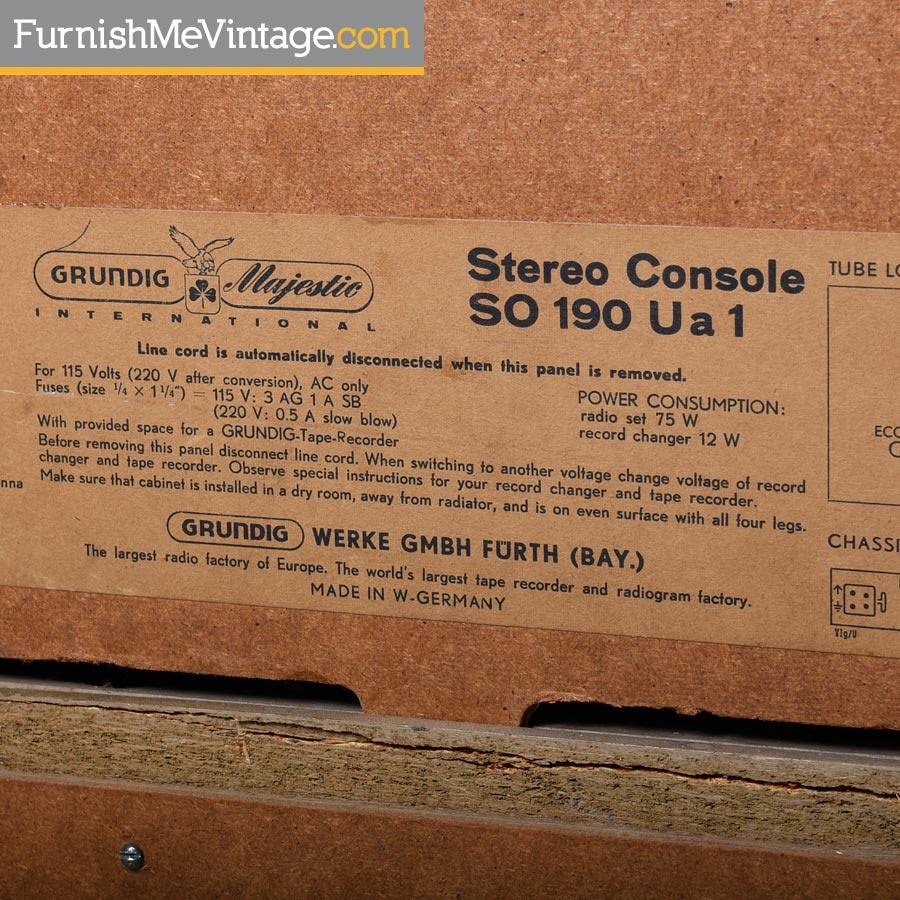 FurnishMeVintage.com
GRUNDIG Majestic
INTERNATIONAL
Stereo Console
SO 190 U a 1
TUBE LO
Line cord is automatically disconnected when this panel is removed.
For 115 Volts (220 V after conversion), AC only
Fuses (size 1/4 × 1 1/4") = 115 V: 3 AG 1 A SB
(220 V: 0.5 A slow blow)
With provided space for a GRUNDIG-Tape-Recorder
POWER CONSUMPTION:
radio set 75 W
record changer 12 W
Before removing this panel disconnect line cord. When switching to another voltage change voltage of record
changer and tape recorder. Observe special instructions for your record changer and tape recorder.
Make sure that cabinet is installed in a dry room, away from radiator, and is on even surface with all four legs.
nna
ECC
C
GRUNDIG WERKE GMBH FÜRTH (BAY.)
The largest radio factory of Europe. The world's largest tape recorder and radiogram factory.
MADE IN W-GERMANY
CHASSI
V1g/U